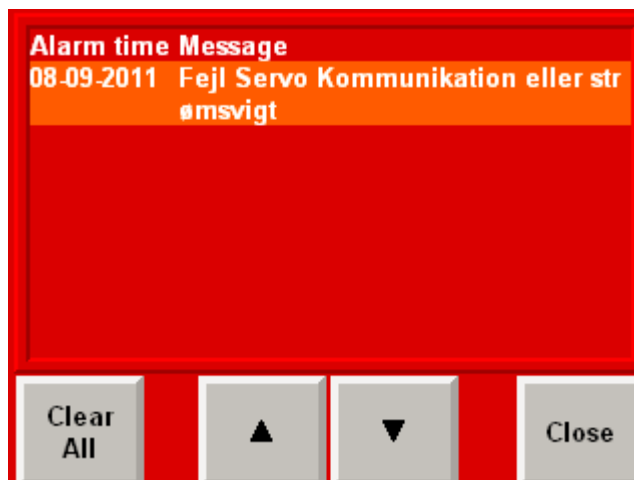 Alarm time Message
08-09-2011 Fejl Servo Kommunikation eller str
ømsvigt
Clear
All
▲
▼
Close